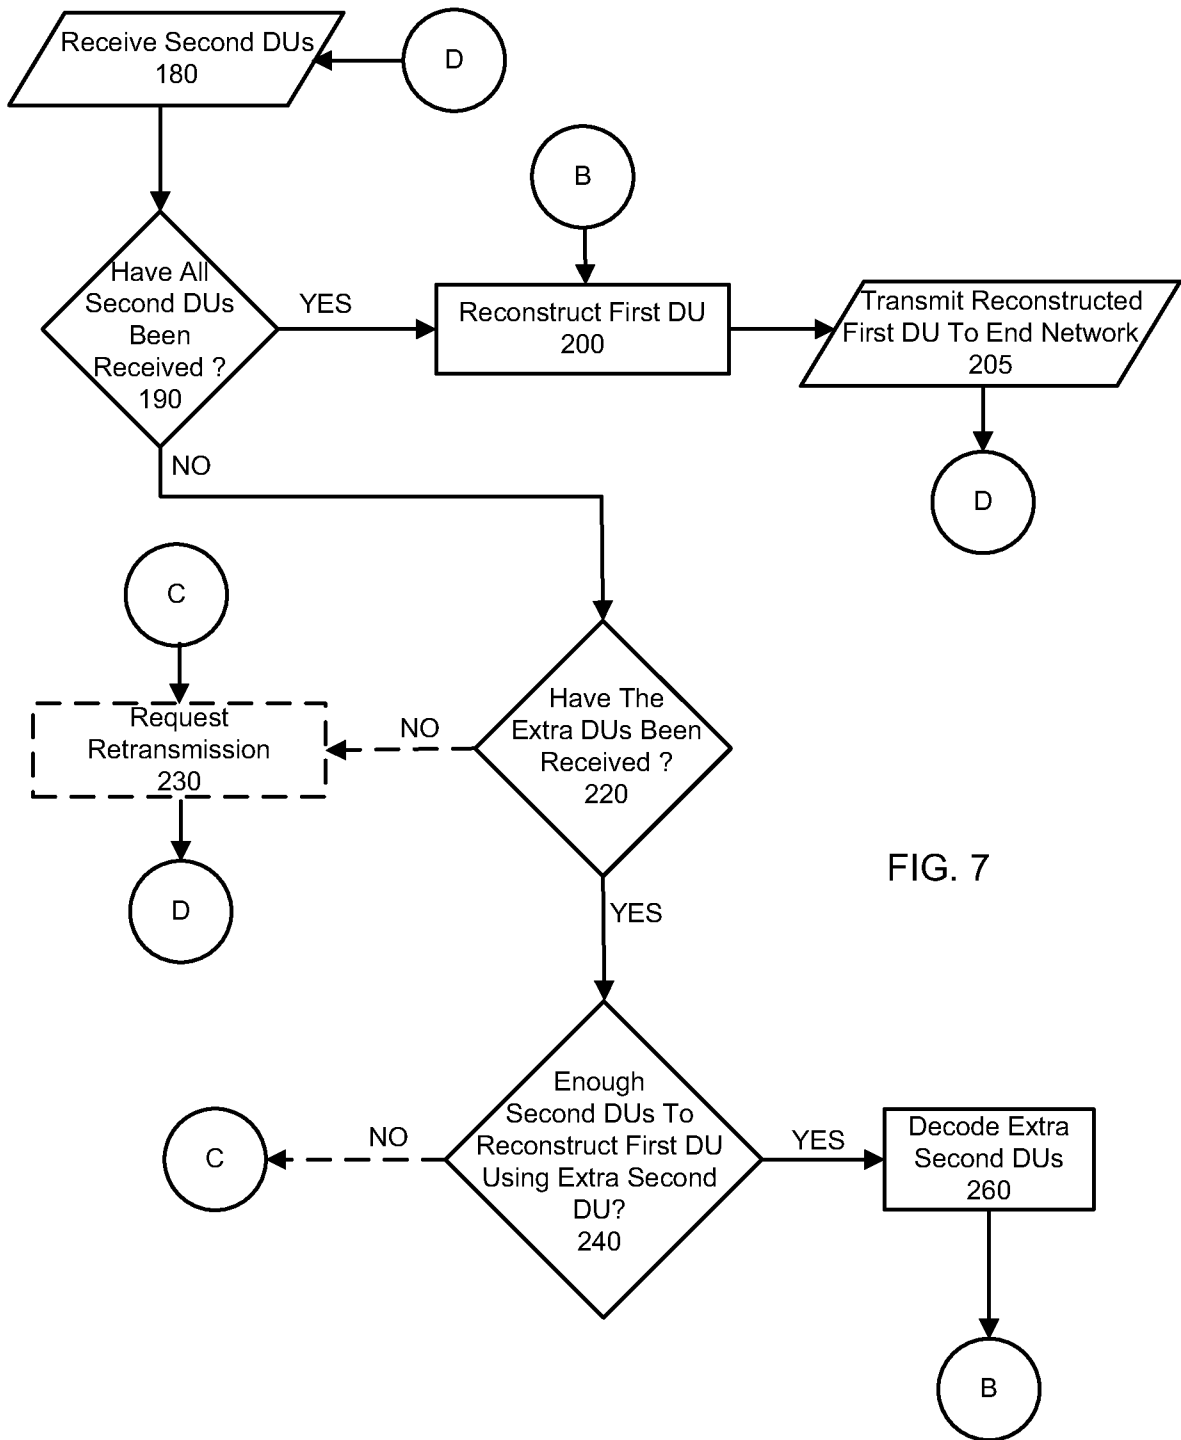 Receive Second DUs
180
D
B
Have All
Second DUs
Been
Received ?
190
YES
Reconstruct First DU
200
Transmit Reconstructed
First DU To End Network
205
NO
D
C
Request
Retransmission
230
NO
Have The
Extra DUs Been
Received ?
220
D
FIG. 7
YES
C
NO
Enough
Second DUs To
Reconstruct First DU
Using Extra Second
DU?
240
YES
Decode Extra
Second DUs
260
B